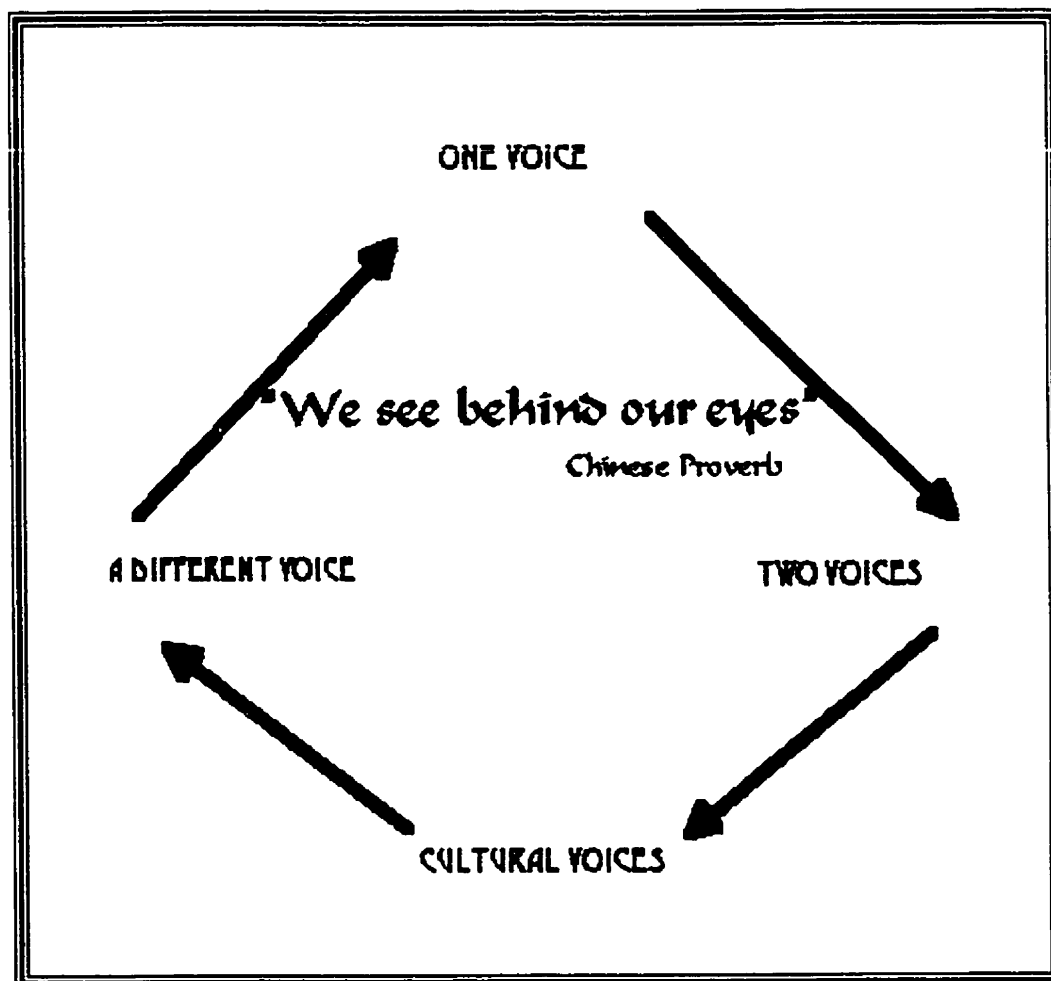 ONE VOICE
"We see behind our eyes"
Chinese Proverb
A DIFFERENT VOICE
TWO VOICES
CULTURAL VOICES